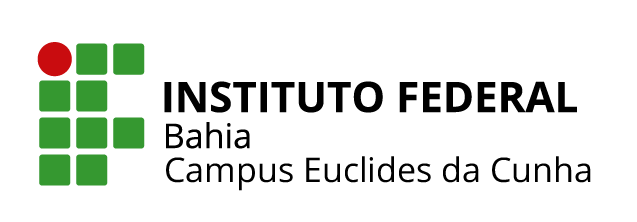 INSTITUTO FEDERAL
Bahia
Campus Euclides da Cunha